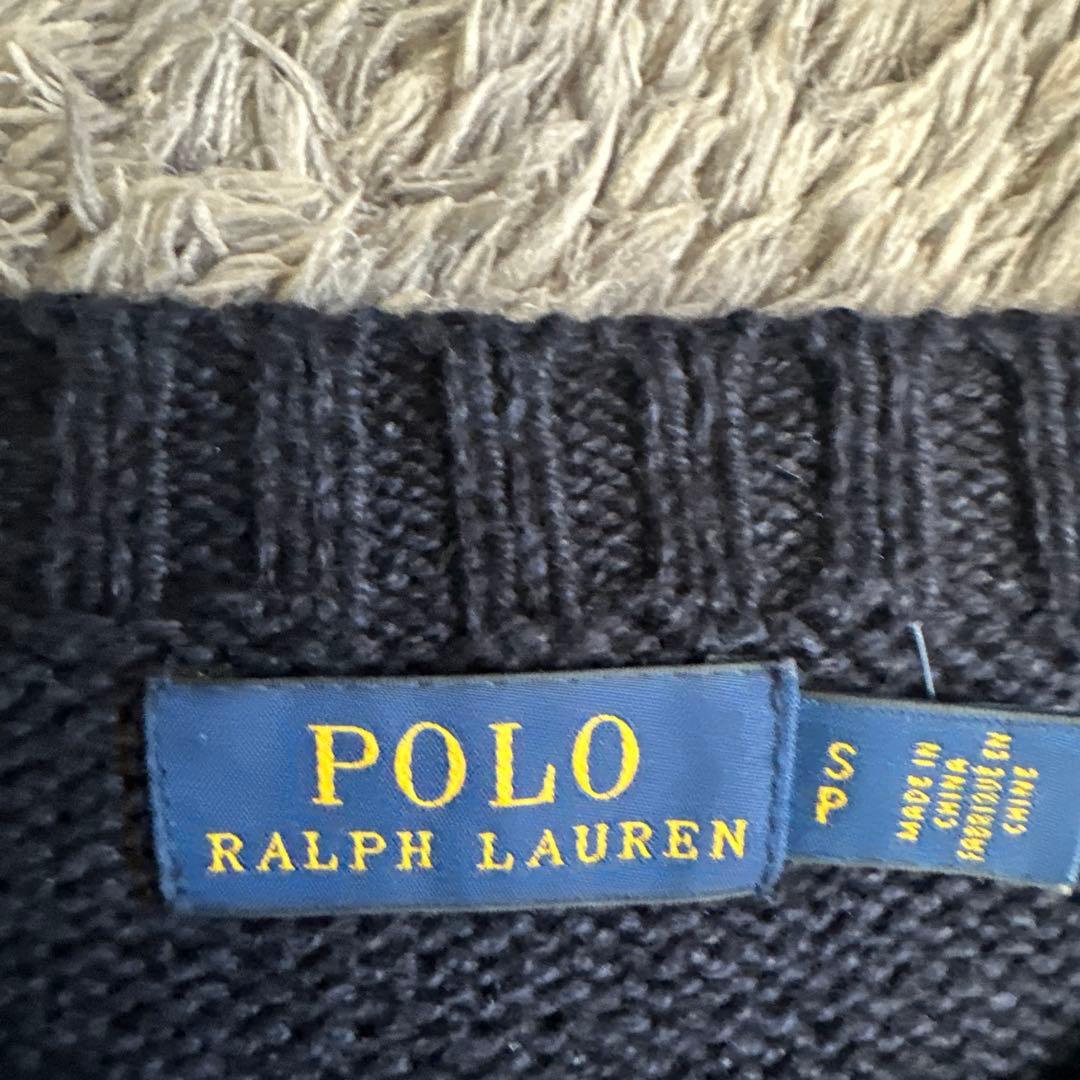 POLO
RALPH LAUREN
S
P
MADE IN
CHINA
FABRIQUÉ EN
CHINE